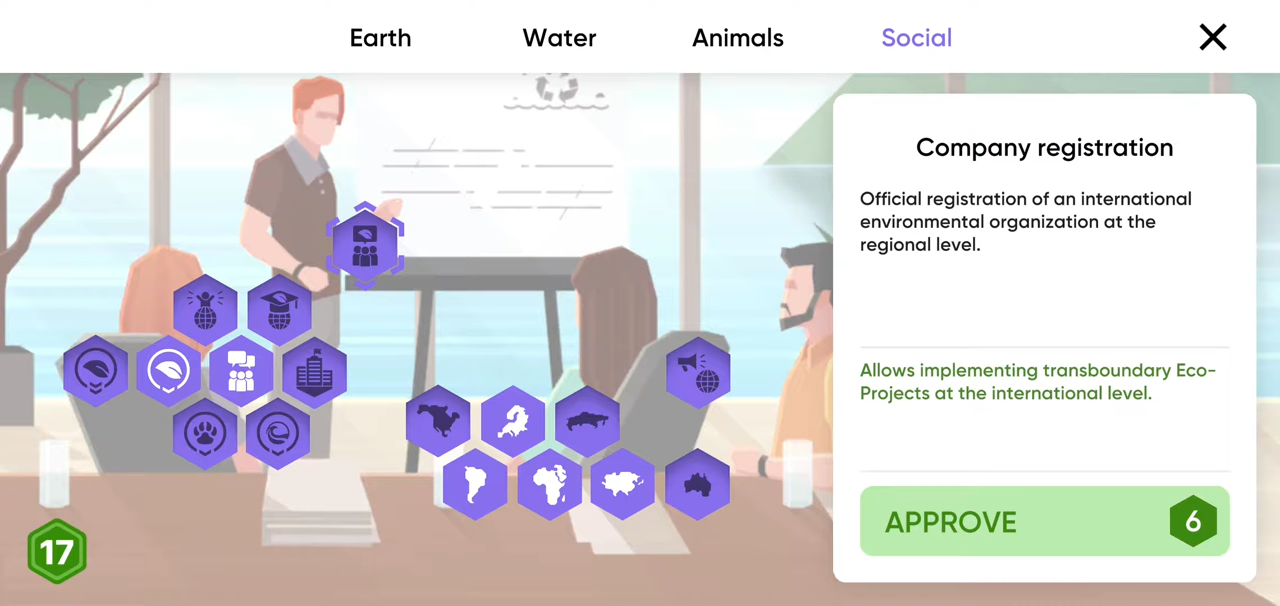 Earth Water Animals Social
Company registration
Official registration of an international
environmental organization at the
regional level.
Allows implementing transboundary Eco-
Projects at the international level.
APPROVE 6
17